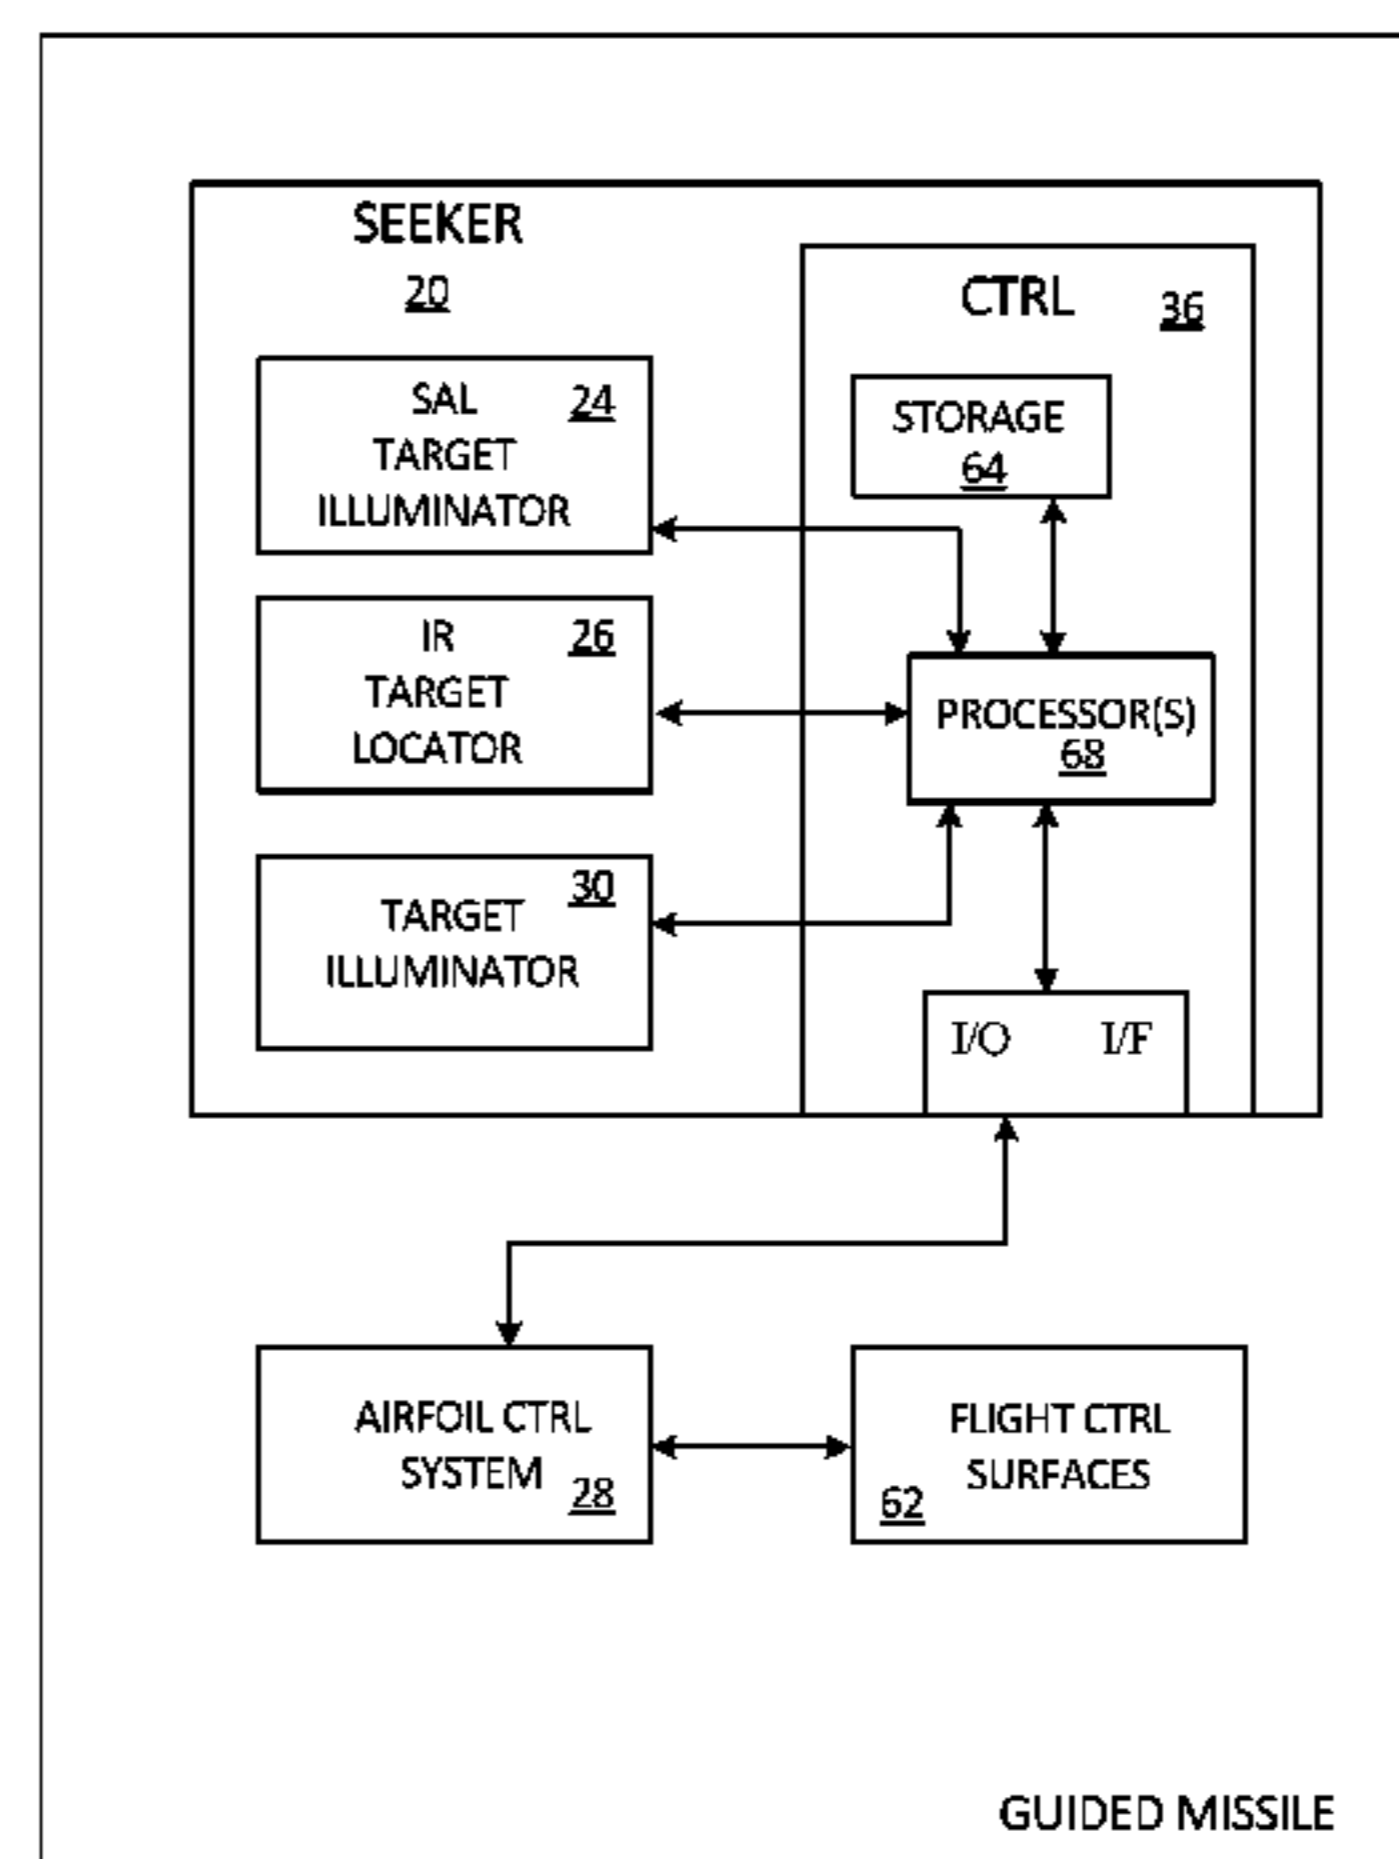 SEEKER
20
CTRL
36
SAL
24
TARGET
ILLUMINATOR
STORAGE
64
IR
26
TARGET
LOCATOR
PROCESSOR(S)
68
30
TARGET
ILLUMINATOR
I/O I/F
AIRFOIL CTRL
SYSTEM
28
FLIGHT CTRL
SURFACES
62
GUIDED MISSILE